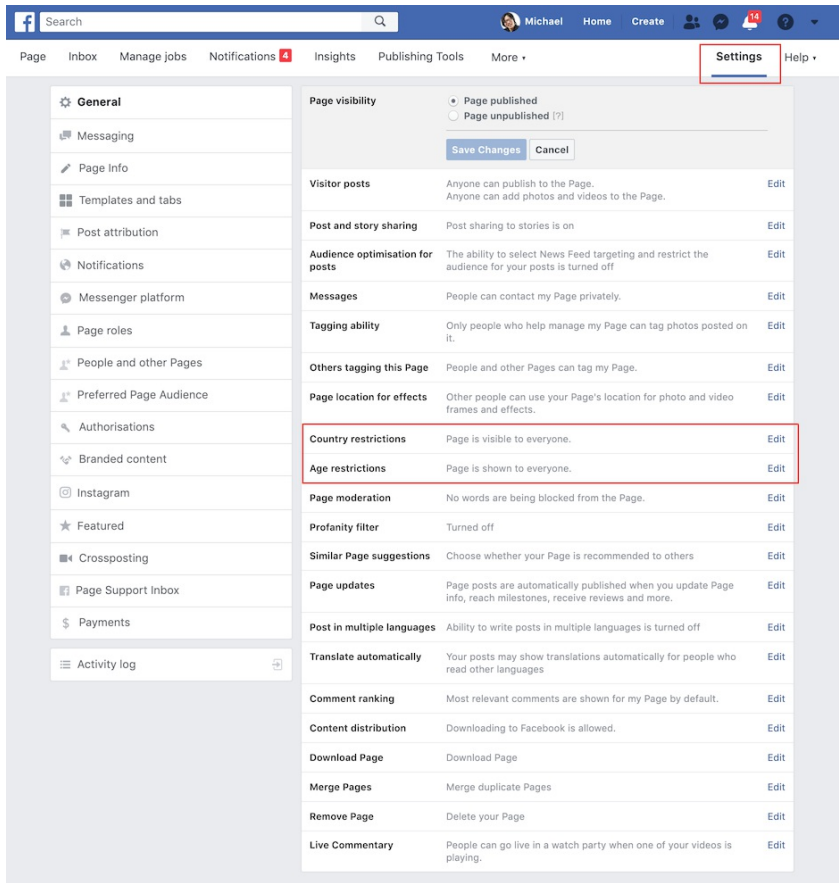 f
Search
Michael Home Create 14
Page Inbox Manage jobs Notifications 4 Insights Publishing Tools More Settings Help
General
Messaging
Page Info
Templates and tabs
Post attribution
Notifications
Messenger platform
Page roles
People and other Pages
Preferred Page Audience
Authorisations
Branded content
Instagram
Featured
Crossposting
Page Support Inbox
$ Payments
Activity log
Page visibility
Page published
Page unpublished [?]
Save Changes Cancel
Visitor posts Anyone can publish to the Page. Edit
Anyone can add photos and videos to the Page.
Post and story sharing Post sharing to stories is on Edit
Audience optimisation for The ability to select News Feed targeting and restrict the Edit
posts audience for your posts is turned off
Messages People can contact my Page privately. Edit
Tagging ability Only people who help manage my Page can tag photos posted on Edit
it.
Others tagging this Page People and other Pages can tag my Page. Edit
Page location for effects Other people can use your Page's location for photo and video Edit
frames and effects.
Country restrictions Page is visible to everyone. Edit
Age restrictions Page is shown to everyone. Edit
Page moderation No words are being blocked from the Page. Edit
Profanity filter Turned off Edit
Similar Page suggestions Choose whether your Page is recommended to others Edit
Page updates Page posts are automatically published when you update Page Edit
info, reach milestones, receive reviews and more.
Post in multiple languages Ability to write posts in multiple languages is turned off Edit
Translate automatically Your posts may show translations automatically for people who Edit
read other languages
Comment ranking Most relevant comments are shown for my Page by default. Edit
Content distribution Downloading to Facebook is allowed. Edit
Download Page Download Page Edit
Merge Pages Merge duplicate Pages Edit
Remove Page Delete your Page Edit
Live Commentary People can go live in a watch party when one of your videos is Edit
playing.